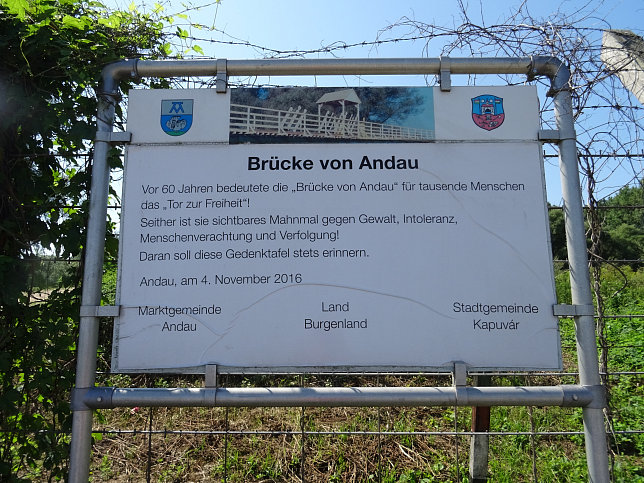 Brücke von Andau
Vor 60 Jahren bedeutete die „Brücke von Andau“ für tausende Menschen
das „Tor zur Freiheit“!
Seither ist sie sichtbares Mahnmal gegen Gewalt, Intoleranz,
Menschenverachtung und Verfolgung!
Daran soll diese Gedenktafel stets erinnern.
Andau, am 4. November 2016
Marktgemeinde
Andau
Land
Burgenland
Stadtgemeinde
Kapuvár